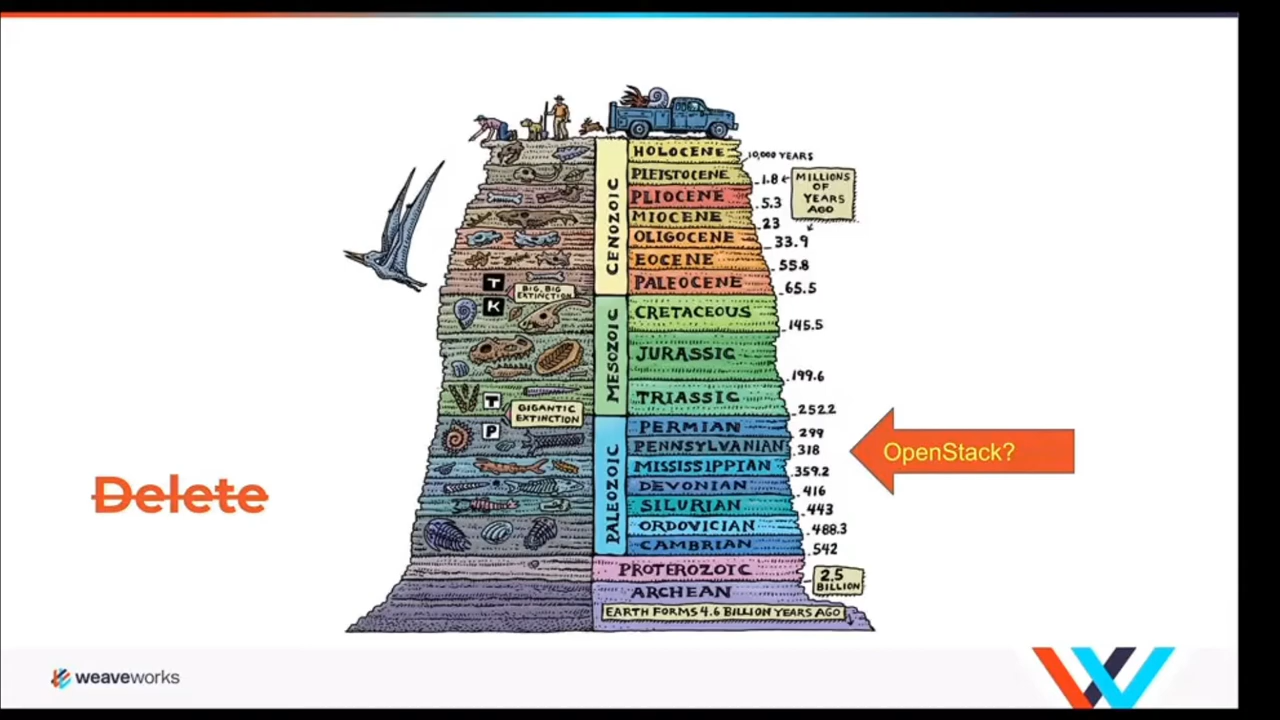 HOLOCENE
10,000 YEARS
PLEISTOCENE
1.8
MILLIONS
OF
YEARS
AGO
PLIOCENE
5.3
MIOCENE
23
OLIGOCENE
33.9
EOCENE
55.8
PALEOCENE
65.5
CENOZOIC
T
BIG, BIG
EXTINCTION
K
CRETACEOUS
145.5
JURASSIC
199.6
TRIASSIC
252.2
MESOZOIC
T
GIGANTIC
EXTINCTION
P
PERMIAN
299
PENNSYLVANIAN
318
MISSISSIPPIAN
359.2
DEVONIAN
416
SILURIAN
443
ORDOVICIAN
488.3
CAMBRIAN
542
PALEOZOIC
PROTEROZOIC
2.5
BILLION
ARCHEAN
EARTH FORMS 4.6 BILLION YEARS AGO
OpenStack?
Delete
weaveworks